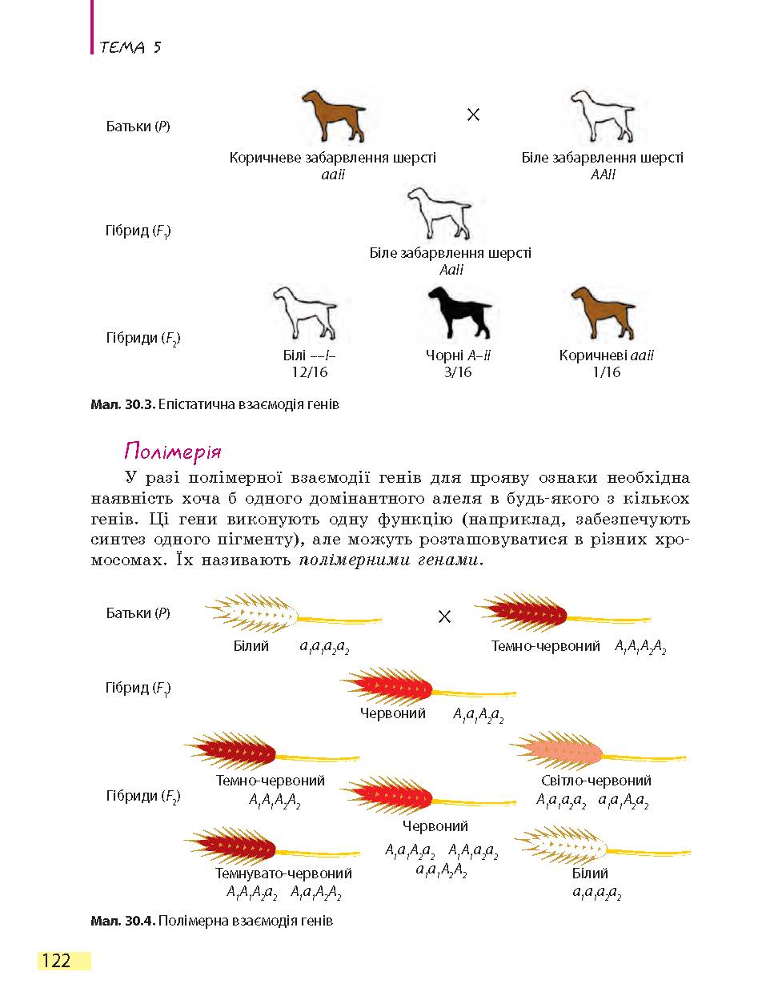 ТЕМА 5
Батьки (P)
×
Коричневе забарвлення шерсті
aaii
Біле забарвлення шерсті
AAII
Гібрид (F₁)
Біле забарвлення шерсті
AaIi
Гібриди (F₂)
Білі ––I–
12/16
Чорні A–ii
3/16
Коричневі aaii
1/16
Мал. 30.3. Епістатична взаємодія генів
Полімерія
У разі полімерної взаємодії генів для прояву ознаки необхідна
наявність хоча б одного домінантного алеля в будь-якого з кількох
генів. Ці гени виконують одну функцію (наприклад, забезпечують
синтез одного пігменту), але можуть розташовуватися в різних хро-
мосомах. Їх називають полімерними генами.
Батьки (P)
×
Білий a₁a₁a₂a₂
Темно-червоний A₁A₁A₂A₂
Гібрид (F₁)
Червоний A₁a₁A₂a₂
Гібриди (F₂)
Темно-червоний
A₁A₁A₂A₂
Світло-червоний
A₁a₁a₂a₂ a₁a₁A₂a₂
Червоний
A₁a₁A₂a₂ A₁A₁a₂a₂
a₁a₁A₂A₂
Темнувато-червоний
A₁A₁A₂a₂ A₁a₁A₂A₂
Білий
a₁a₁a₂a₂
Мал. 30.4. Полімерна взаємодія генів
122